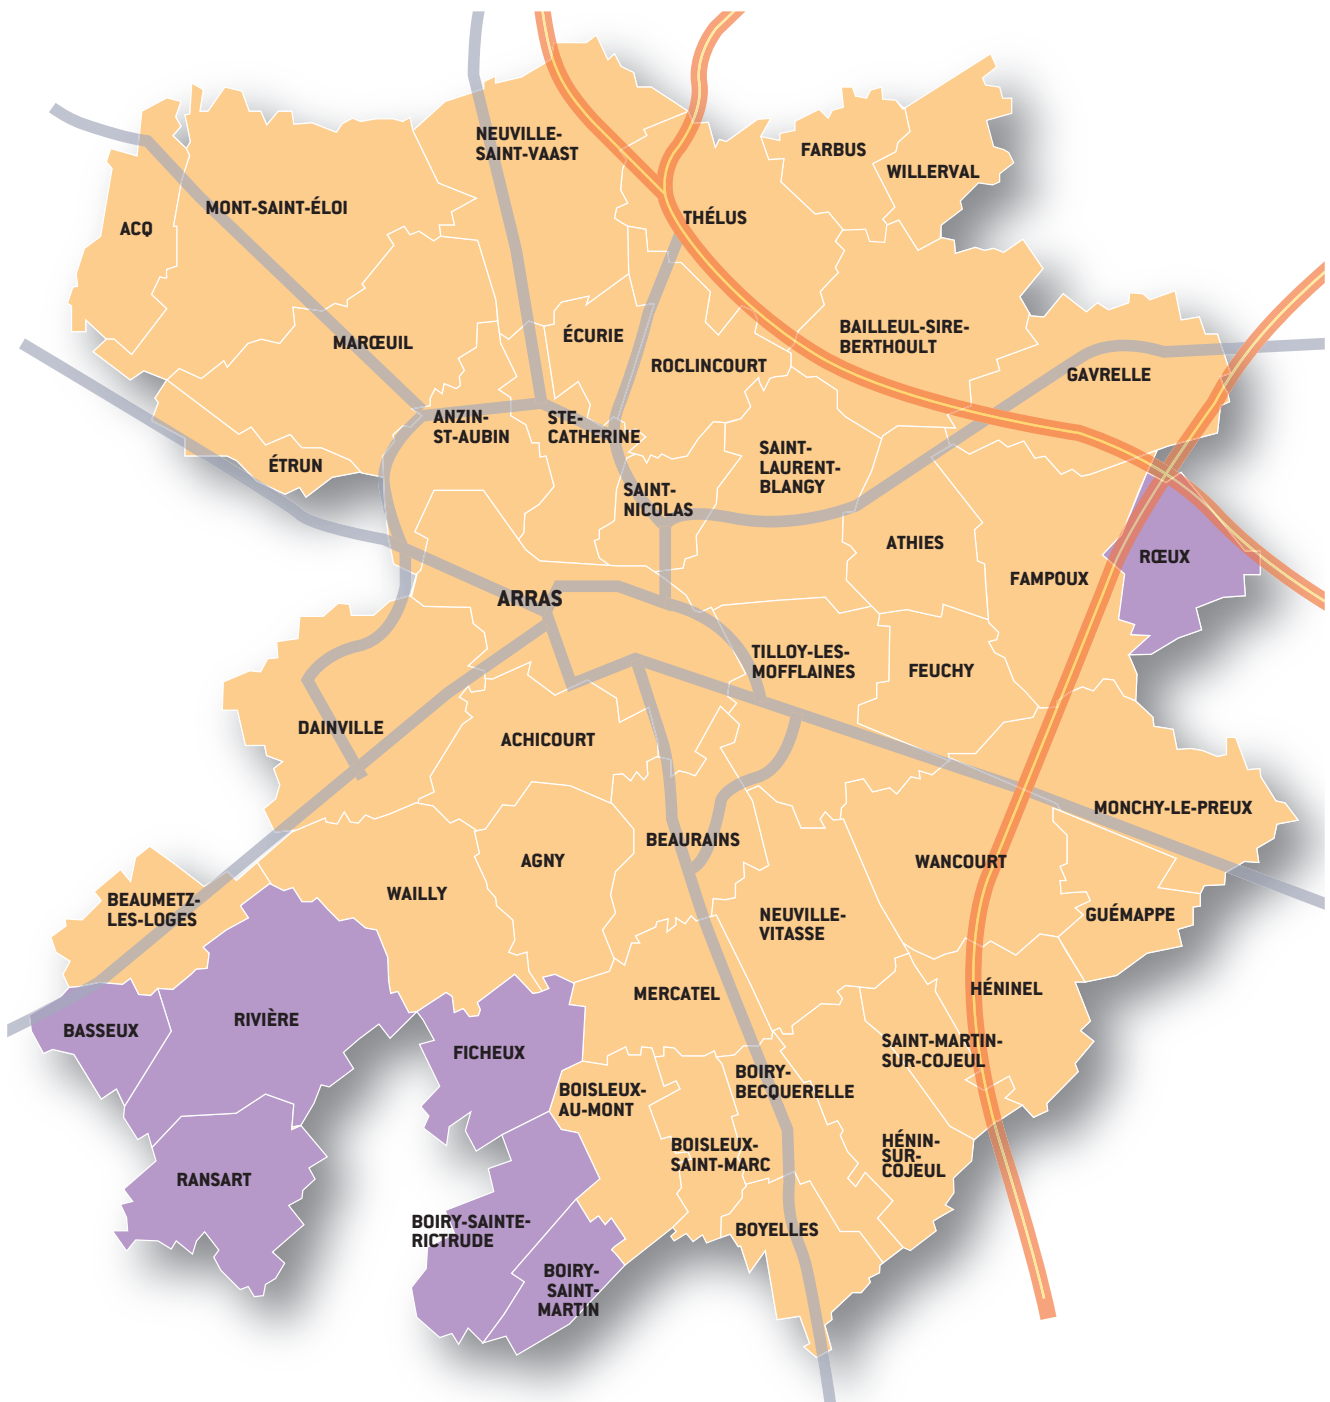 NEUVILLE-
SAINT-VAAST
FARBUS
WILLERVAL
MONT-SAINT-ÉLOI
THÉLUS
ACQ
BAILLEUL-SIRE-
BERTHOULT
ÉCURIE
MARŒUIL
ROCLINCOURT
GAVRELLE
ANZIN-
ST-AUBIN
STE-
CATHERINE
SAINT-
LAURENT-
BLANGY
ÉTRUN
SAINT-
NICOLAS
ATHIES
RŒUX
FAMPOUX
ARRAS
TILLOY-LES-
MOFFLAINES
FEUCHY
DAINVILLE
ACHICOURT
MONCHY-LE-PREUX
BEAURAINS
AGNY
WANCOURT
WAILLY
BEAUMETZ-
LES-LOGES
NEUVILLE-
VITASSE
GUÉMAPPE
MERCATEL
HÉNINEL
RIVIÈRE
BASSEUX
FICHEUX
SAINT-MARTIN-
SUR-COJEUL
BOIRY-
BECQUERELLE
BOISLEUX-
AU-MONT
BOISLEUX-
SAINT-MARC
HÉNIN-
SUR-
COJEUL
RANSART
BOIRY-SAINTE-
RICTRUDE
BOYELLES
BOIRY-
SAINT-
MARTIN